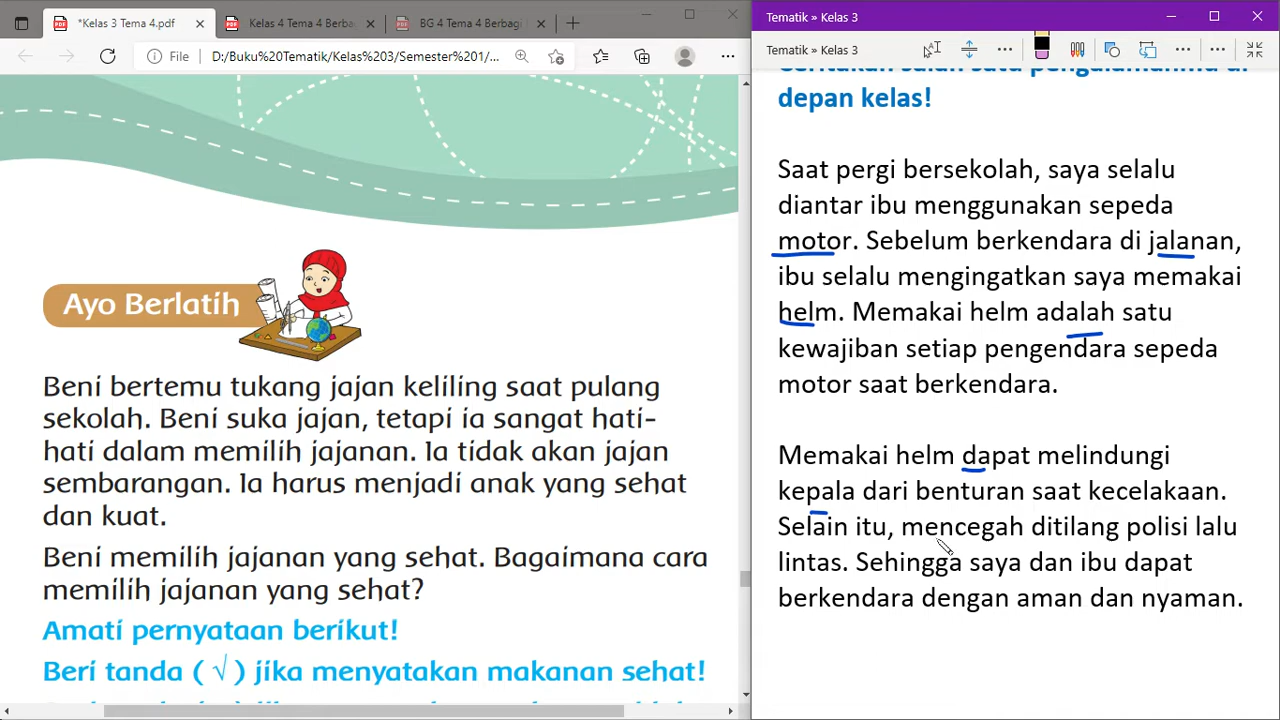 *Kelas 3 Tema 4.pdf
Kelas 4 Tema 4 Berba
BG 4 Tema 4 Berbagi
File
D:/Buku%20Tematik/Kelas%203/Semester%201/...
Ayo Berlatih
Beni bertemu tukang jajan keliling saat pulang
sekolah. Beni suka jajan, tetapi ia sangat hati-
hati dalam memilih jajanan. Ia tidak akan jajan
sembarangan. Ia harus menjadi anak yang sehat
dan kuat.
Beni memilih jajanan yang sehat. Bagaimana cara
memilih jajanan yang sehat?
Amati pernyataan berikut!
Beri tanda ( √ ) jika menyatakan makanan sehat!
Tematik » Kelas 3
Tematik » Kelas 3
Ceritakan salah satu pengalamanmu di
depan kelas!
Saat pergi bersekolah, saya selalu
diantar ibu menggunakan sepeda
motor. Sebelum berkendara di jalanan,
ibu selalu mengingatkan saya memakai
helm. Memakai helm adalah satu
kewajiban setiap pengendara sepeda
motor saat berkendara.
Memakai helm dapat melindungi
kepala dari benturan saat kecelakaan.
Selain itu, mencegah ditilang polisi lalu
lintas. Sehingga saya dan ibu dapat
berkendara dengan aman dan nyaman.